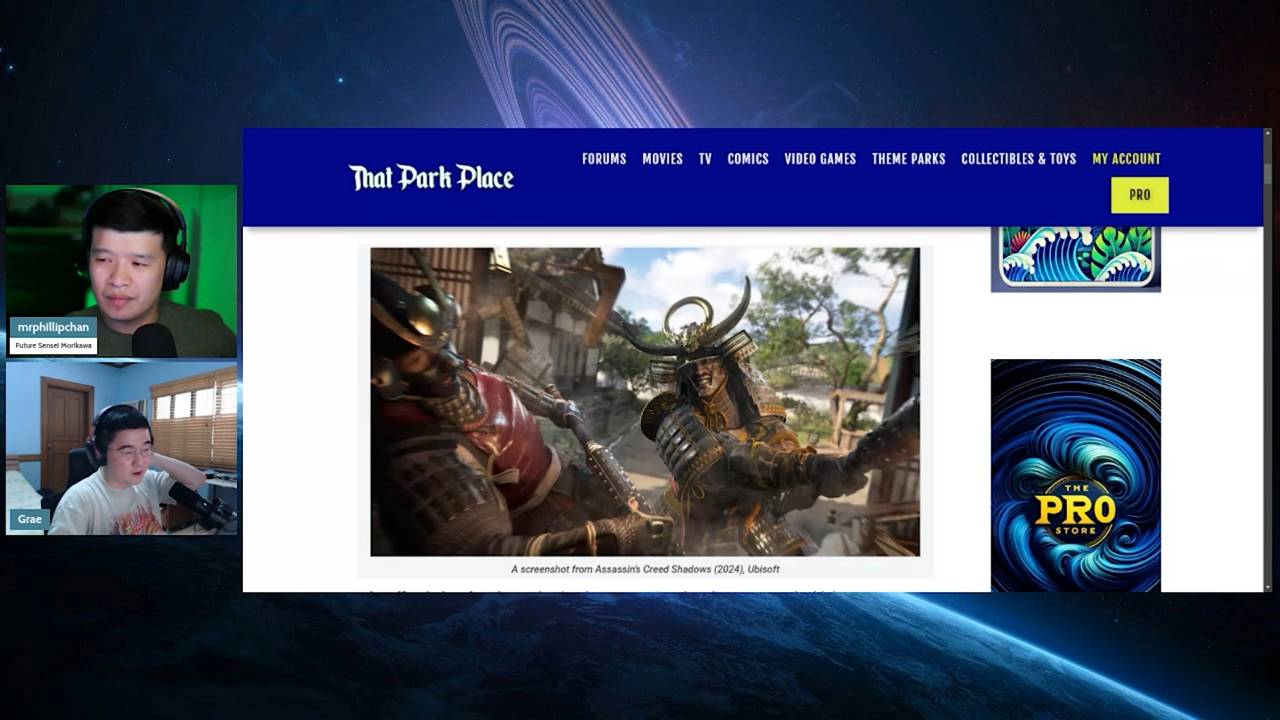 That Park Place
FORUMS MOVIES TV COMICS VIDEO GAMES THEME PARKS COLLECTIBLES & TOYS MY ACCOUNT
PRO
mrphillipchan
Future Sensei Morikawa
Grae
THE
PRO
STORE
A screenshot from Assassin's Creed Shadows (2024), Ubisoft